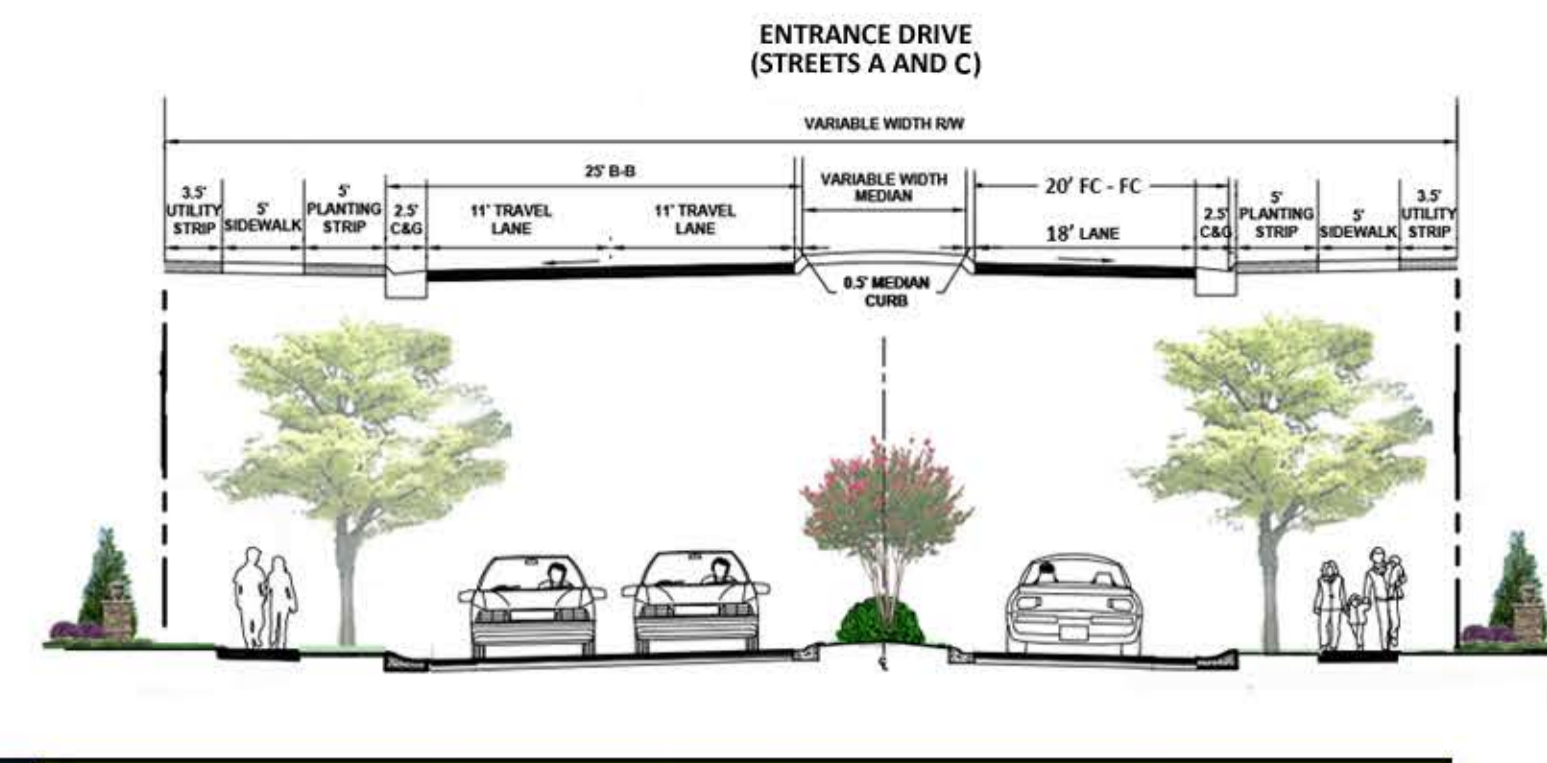 ENTRANCE DRIVE
(STREETS A AND C)
VARIABLE WIDTH R/W
25' B-B
VARIABLE WIDTH
MEDIAN
20' FC - FC
3.5'
UTILITY
STRIP
5'
SIDEWALK
5'
PLANTING
STRIP
2.5'
C&G
11' TRAVEL
LANE
11' TRAVEL
LANE
18' LANE
2.5'
C&G
5'
PLANTING
STRIP
5'
SIDEWALK
3.5'
UTILITY
STRIP
0.5' MEDIAN
CURB